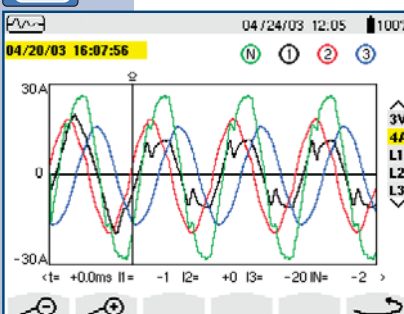 04/24/03 12:05 100%
04/20/03 16:07:56 N 1 2 3
30A
3V
4A
L1
0
L2
L3
-30A
<t= +0.0ms I1= -1 I2= +0 I3= -20 IN= -2 >